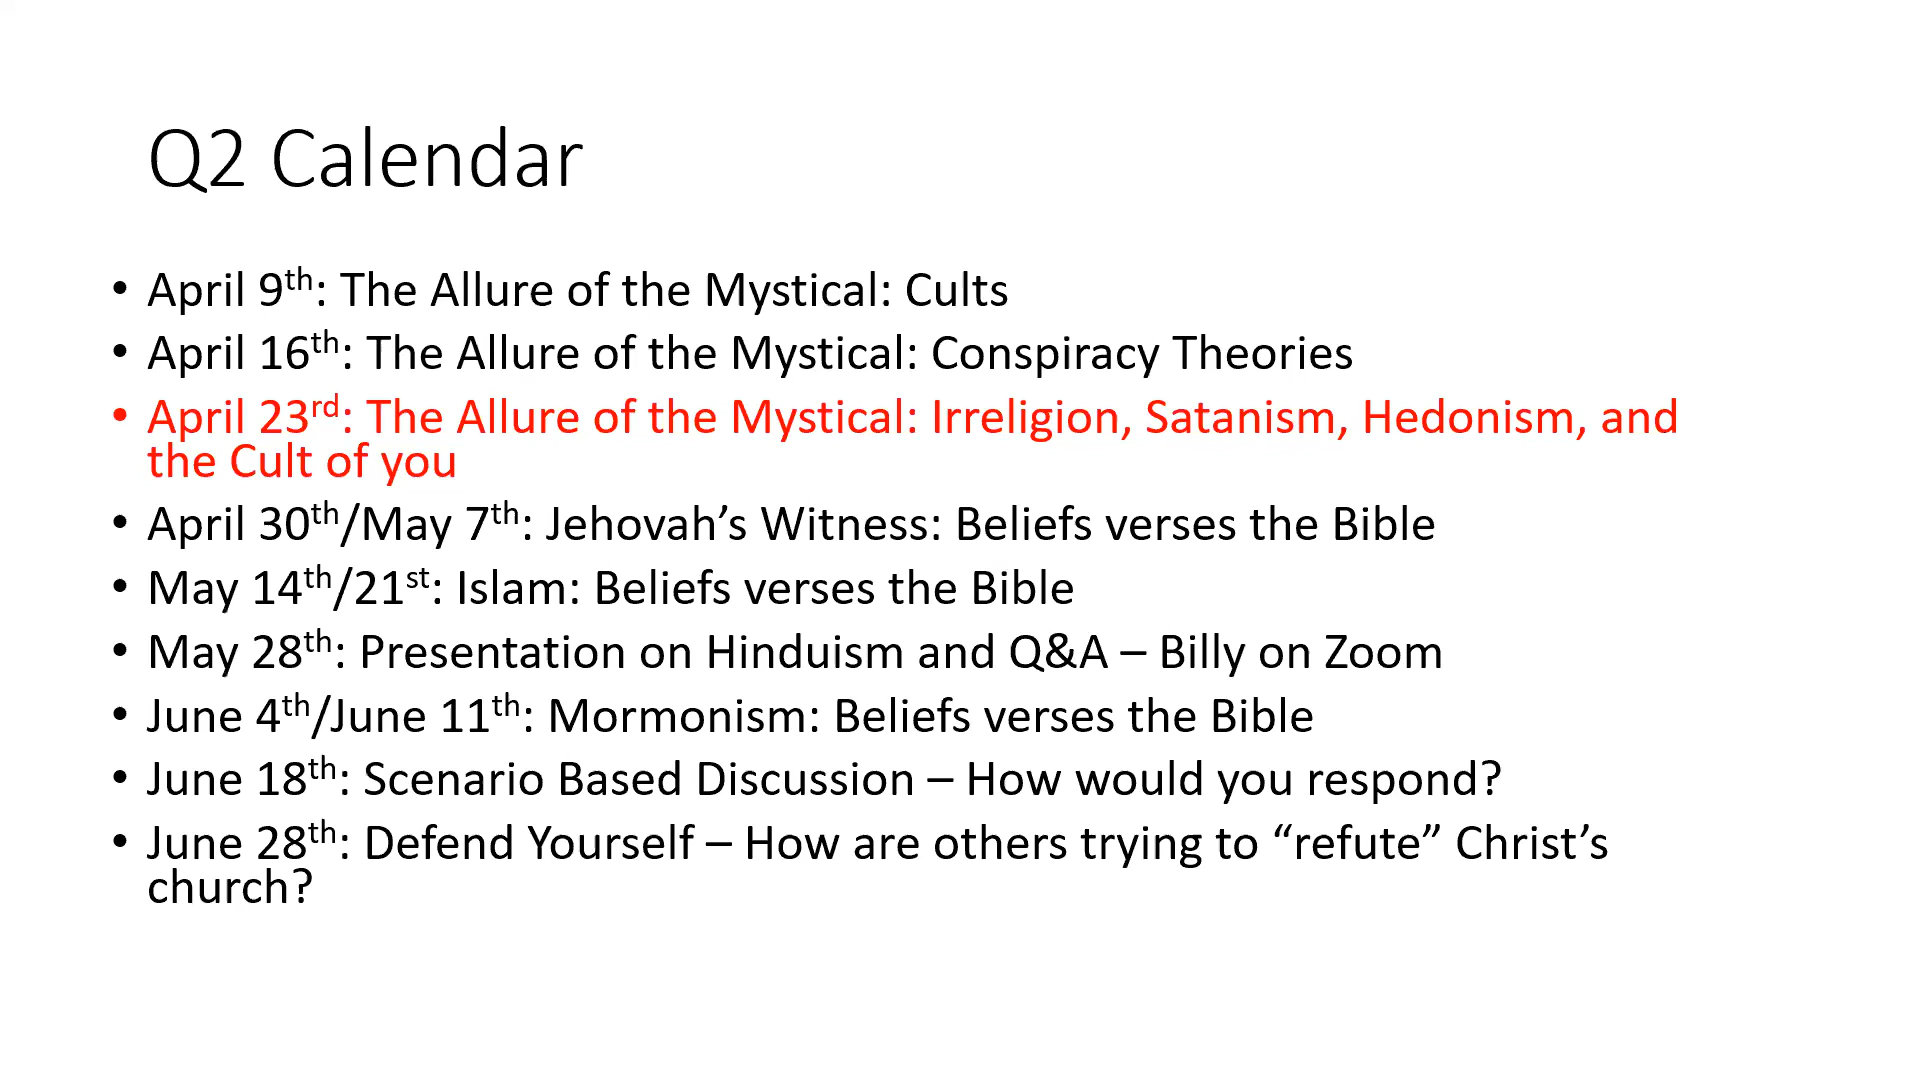 Q2 Calendar
• April 9th: The Allure of the Mystical: Cults
• April 16th: The Allure of the Mystical: Conspiracy Theories
• April 23rd: The Allure of the Mystical: Irreligion, Satanism, Hedonism, and
the Cult of you
• April 30th/May 7th: Jehovah’s Witness: Beliefs verses the Bible
• May 14th/21st: Islam: Beliefs verses the Bible
• May 28th: Presentation on Hinduism and Q&A – Billy on Zoom
• June 4th/June 11th: Mormonism: Beliefs verses the Bible
• June 18th: Scenario Based Discussion – How would you respond?
• June 28th: Defend Yourself – How are others trying to “refute” Christ’s
church?